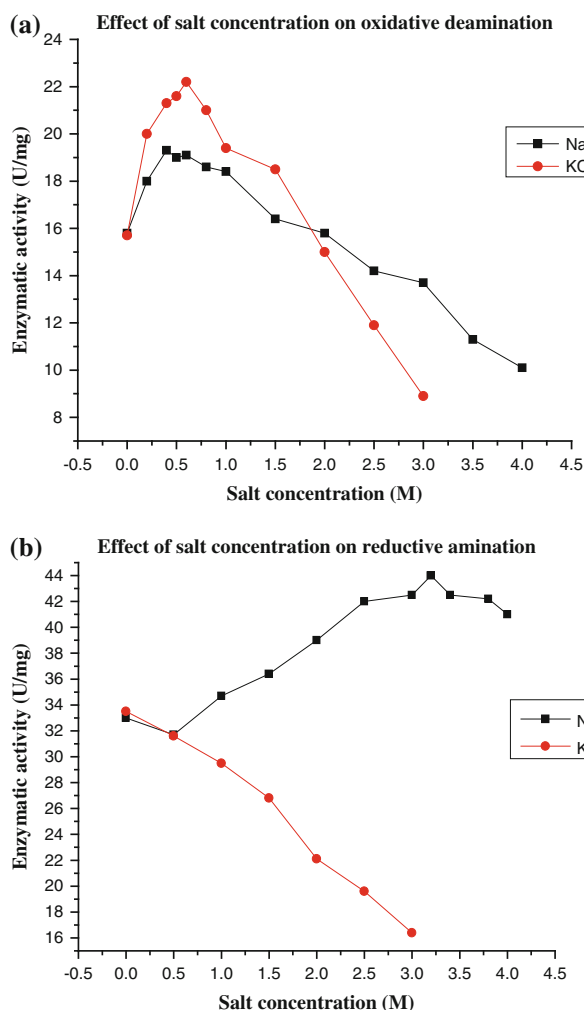 (a) Effect of salt concentration on oxidative deamination
24
22
20
18
16
14
12
10
8
Enzymatic activity (U/mg)
Na
KC
-0.5 0.0 0.5 1.0 1.5 2.0 2.5 3.0 3.5 4.0 4.5
Salt concentration (M)
(b) Effect of salt concentration on reductive amination
44
42
40
38
36
34
32
30
28
26
24
22
20
18
16
Enzymatic activity (U/mg)
N
K
-0.5 0.0 0.5 1.0 1.5 2.0 2.5 3.0 3.5 4.0 4.5
Salt concentration (M)